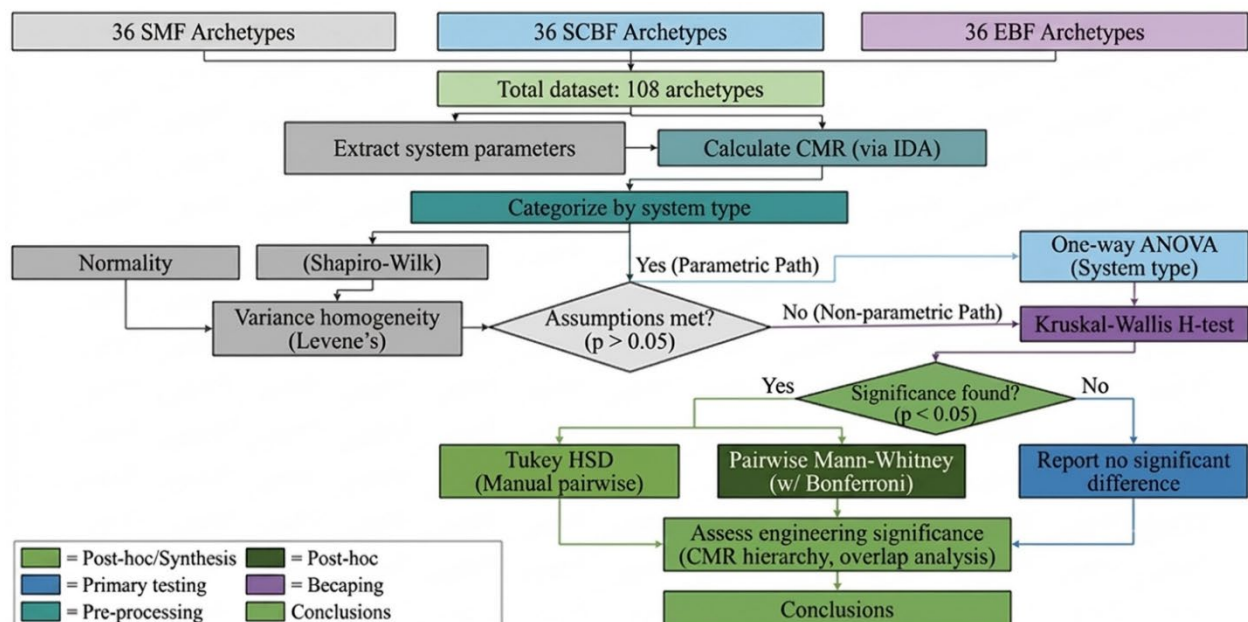 36 SMF Archetypes
36 SCBF Archetypes
36 EBF Archetypes
Total dataset: 108 archetypes
Extract system parameters
Calculate CMR (via IDA)
Categorize by system type
Normality
(Shapiro-Wilk)
Yes (Parametric Path)
One-way ANOVA
(System type)
Variance homogeneity
(Levene's)
Assumptions met?
(p > 0.05)
No (Non-parametric Path)
Kruskal-Wallis H-test
Yes
Significance found?
(p < 0.05)
No
Tukey HSD
(Manual pairwise)
Pairwise Mann-Whitney
(w/ Bonferroni)
Report no significant
difference
Assess engineering significance
(CMR hierarchy, overlap analysis)
Conclusions
= Post-hoc/Synthesis
= Post-hoc
= Primary testing
= Becaping
= Pre-processing
Conclusions